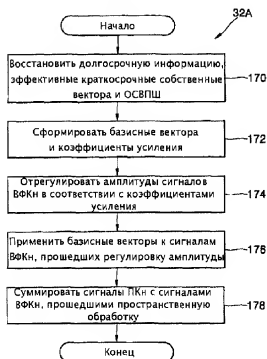 Начало
32A
Восстановить долгосрочную информацию,
эффективные краткосрочные собственные
вектора и ОСВПШ
170
Сформировать базисные вектора
и коэффициенты усиления
172
Отрегулировать амплитуды сигналов
ВФКн в соответствии с коэффициентами
усиления
174
Применить базисные векторы к сигналам
ВФКн, прошедших регулировку амплитуды
176
Суммировать сигналы ПКн с сигналами
ВФКн, прошедшими пространственную
обработку
178
Конец